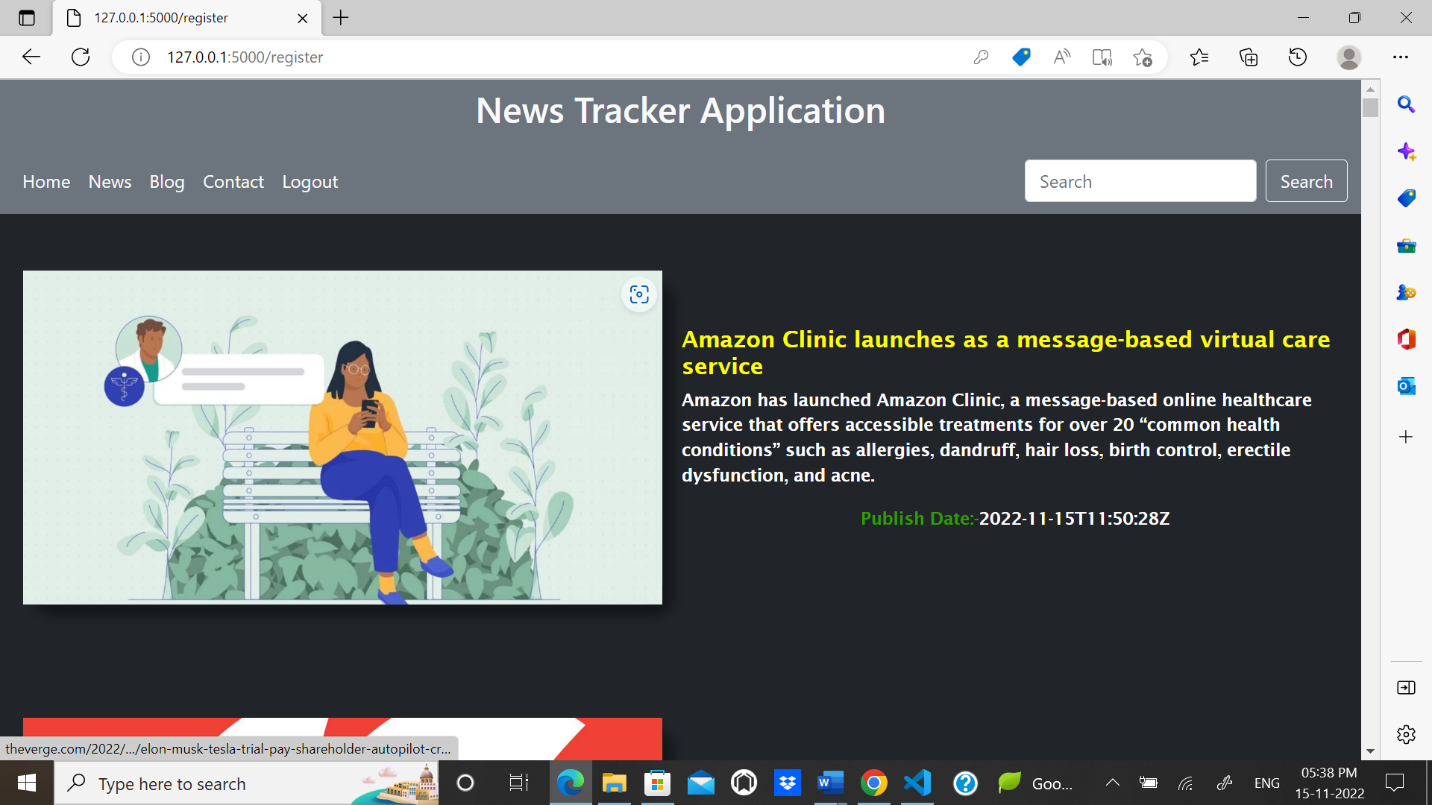 127.0.0.1:5000/register
127.0.0.1:5000/register
News Tracker Application
Home News Blog Contact Logout Search Search
Amazon Clinic launches as a message-based virtual care
service
Amazon has launched Amazon Clinic, a message-based online healthcare
service that offers accessible treatments for over 20 “common health
conditions” such as allergies, dandruff, hair loss, birth control, erectile
dysfunction, and acne.
Publish Date:-2022-11-15T11:50:28Z
theverge.com/2022/.../elon-musk-tesla-trial-pay-shareholder-autopilot-cr...
Type here to search
Goo...
ENG
05:38 PM
15-11-2022